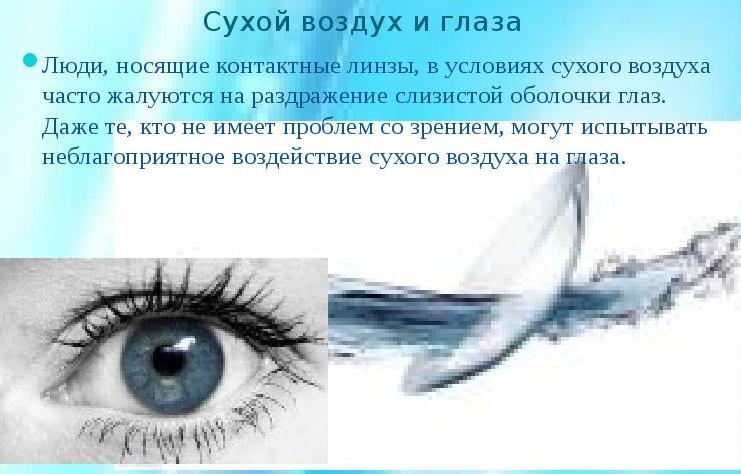 Сухой воздух и глаза
Люди, носящие контактные линзы, в условиях сухого воздуха
часто жалуются на раздражение слизистой оболочки глаз.
Даже те, кто не имеет проблем со зрением, могут испытывать
неблагоприятное воздействие сухого воздуха на глаза.